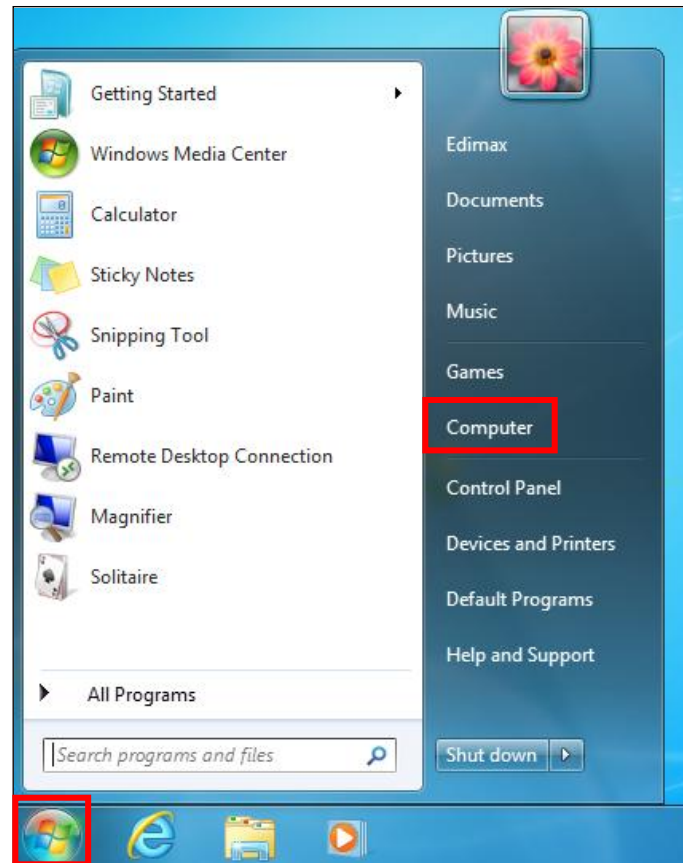 Getting Started
Windows Media Center
Calculator
Sticky Notes
Snipping Tool
Paint
Remote Desktop Connection
Magnifier
Solitaire
All Programs
Search programs and files
Edimax
Documents
Pictures
Music
Games
Computer
Control Panel
Devices and Printers
Default Programs
Help and Support
Shut down